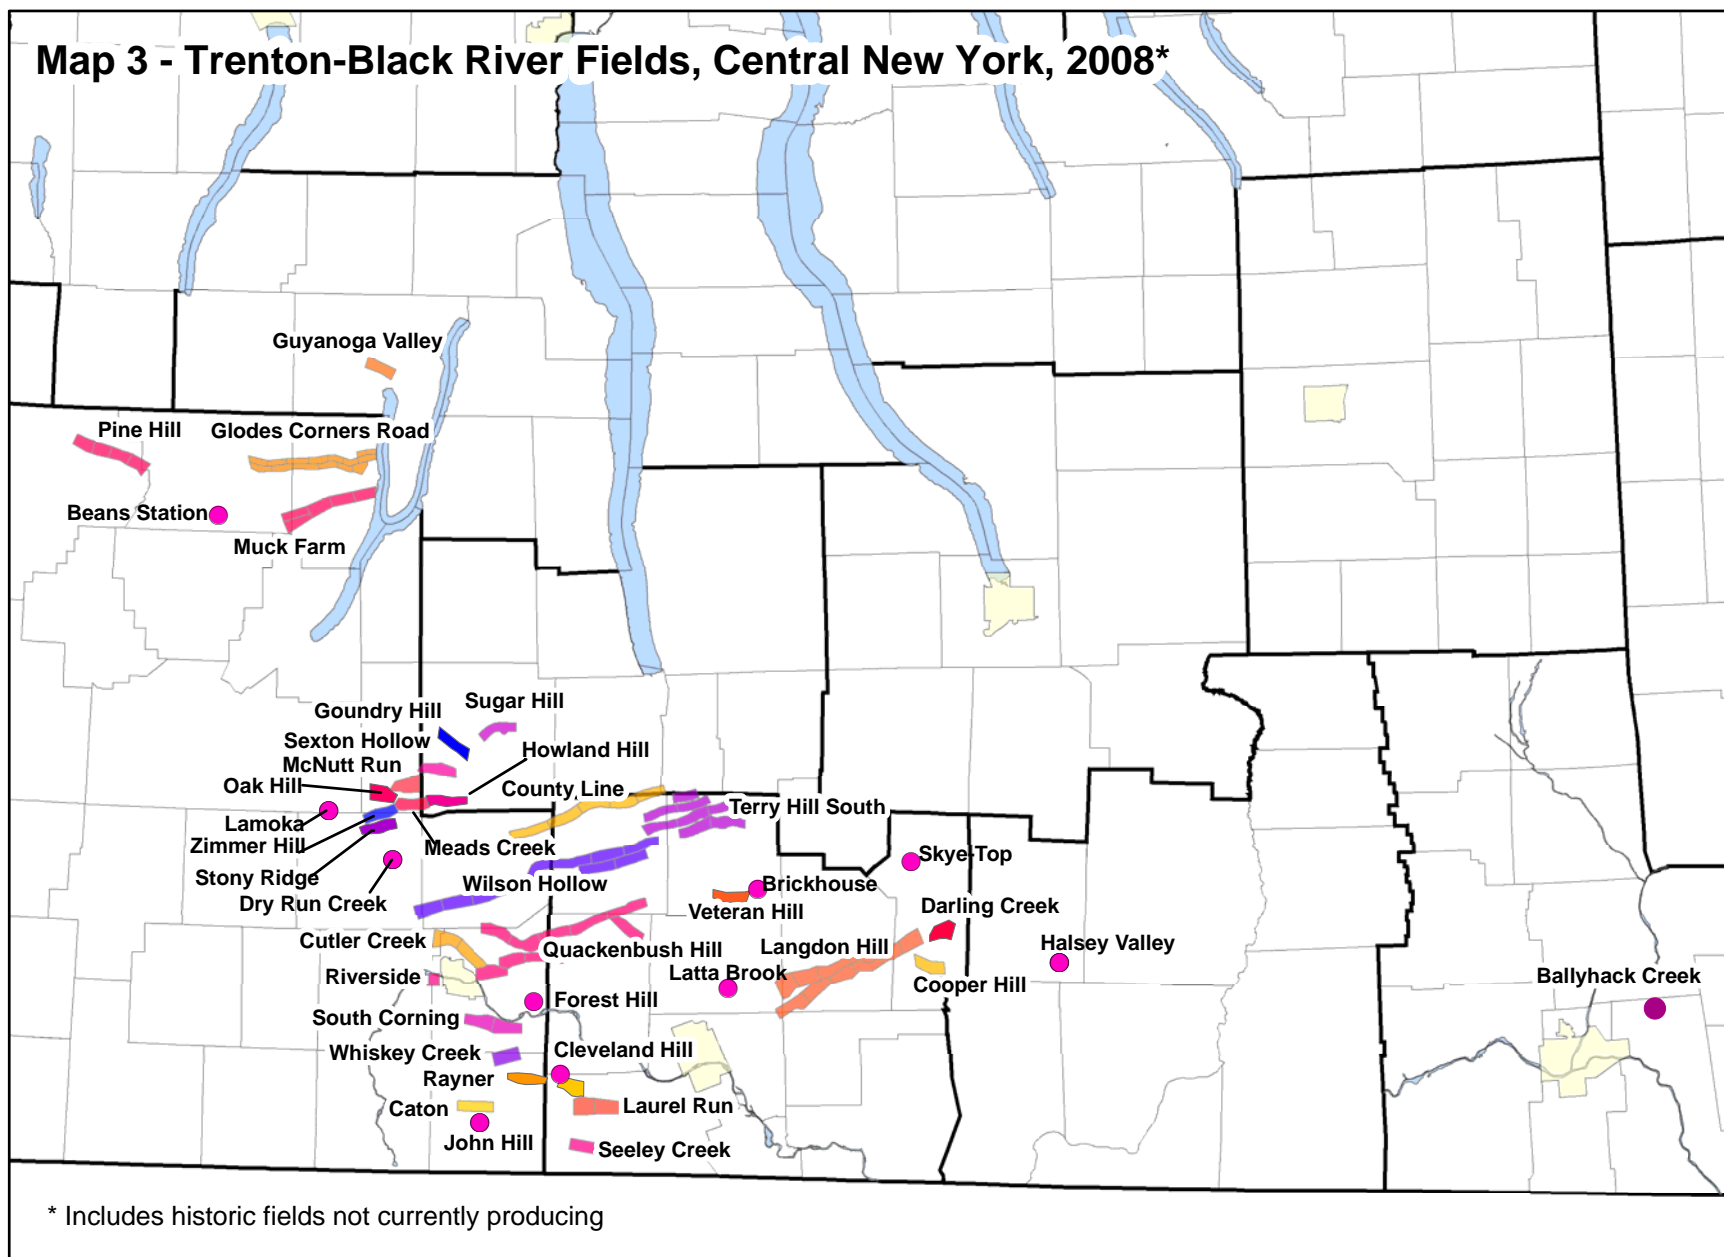 Map 3 - Trenton-Black River Fields, Central New York, 2008*
Guyanoga Valley
Pine Hill
Glodes Corners Road
Beans Station
Muck Farm
Sugar Hill
Goundry Hill
Sexton Hollow
Howland Hill
McNutt Run
Oak Hill
County Line
Terry Hill South
Lamoka
Zimmer Hill
Meads Creek
Skye-Top
Stony Ridge
Wilson Hollow
Brickhouse
Dry Run Creek
Veteran Hill
Darling Creek
Cutler Creek
Quackenbush Hill
Langdon Hill
Halsey Valley
Riverside
Latta Brook
Cooper Hill
Ballyhack Creek
Forest Hill
South Corning
Whiskey Creek
Cleveland Hill
Rayner
Caton
Laurel Run
John Hill
Seeley Creek
* Includes historic fields not currently producing